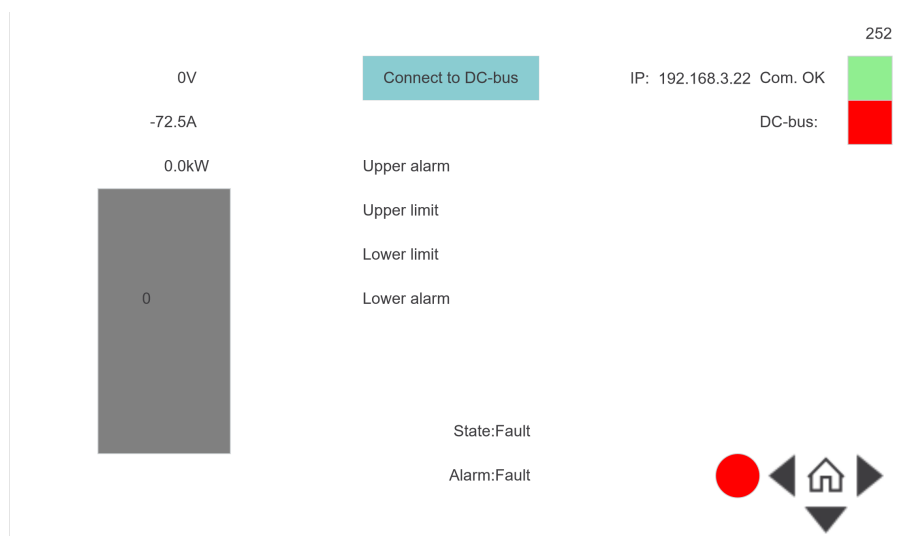 252
0V Connect to DC-bus IP: 192.168.3.22 Com. OK
-72.5A DC-bus:
0.0kW Upper alarm
Upper limit
Lower limit
0 Lower alarm
State:Fault
Alarm:Fault